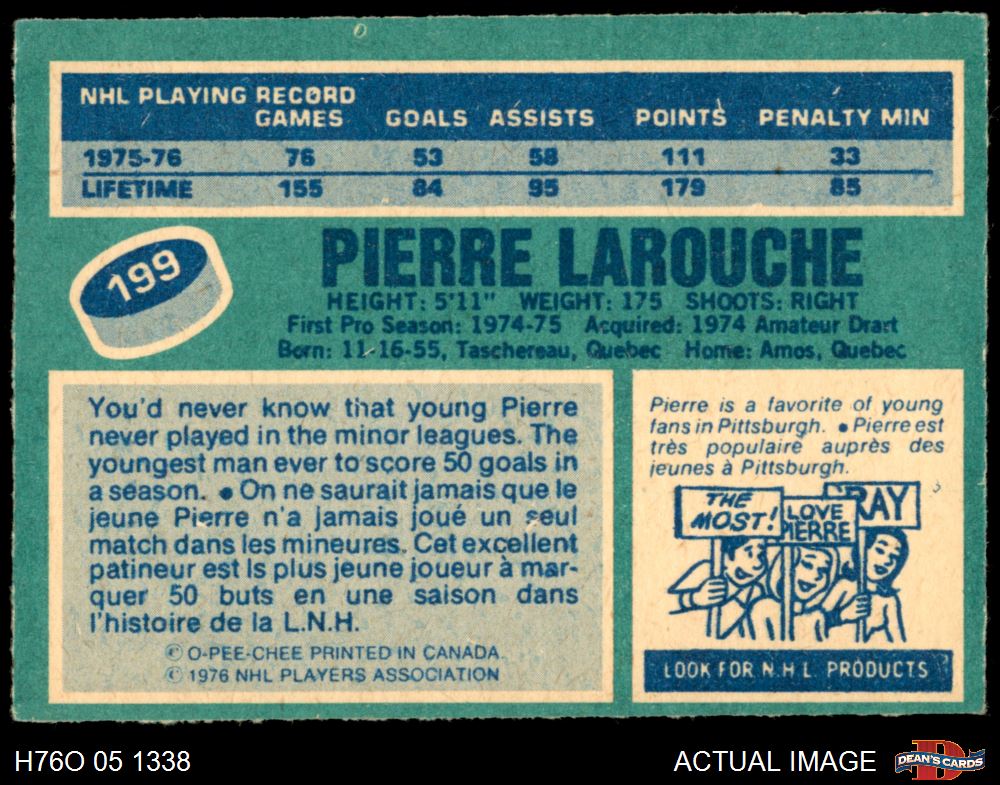 NHL PLAYING RECORD
GAMES GOALS ASSISTS POINTS PENALTY MIN
1975-76 76 53 58 111 33
LIFETIME 155 84 95 179 85
199
PIERRE LAROUCHE
HEIGHT: 5'11" WEIGHT: 175 SHOOTS: RIGHT
First Pro Season: 1974-75 Acquired: 1974 Amateur Draft
Born: 11-16-55, Taschereau, Quebec Home: Amos, Quebec
You'd never know that young Pierre
never played in the minor leagues. The
youngest man ever to score 50 goals in
a season. ● On ne saurait jamais que le
jeune Pierre n'a jamais joué un seul
match dans les mineures. Cet excellent
patineur est ls plus jeune joueur à mar-
quer 50 buts en une saison dans
l'histoire de la L.N.H.
© O-PEE-CHEE PRINTED IN CANADA
© 1976 NHL PLAYERS ASSOCIATION
Pierre is a favorite of young
fans in Pittsburgh. ● Pierre est
très populaire auprès des
jeunes à Pittsburgh.
THE
MOST!
LOVE
PIERRE
RAY
LOOK FOR N.H L PRODUCTS
H76O 05 1338
ACTUAL IMAGE
D
DEAN'S CARDS